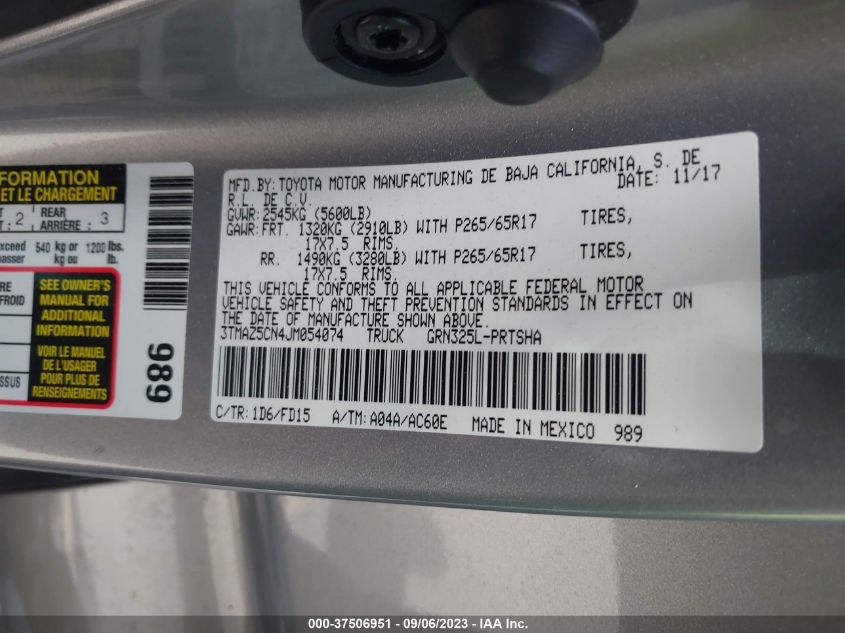 FORMATION
ET LE CHARGEMENT
2 REAR ARRIÈRE : 3
540 kg or 1200 lbs.
kg ou lb.
SEE OWNER'S
MANUAL FOR
ADDITIONAL
INFORMATION
VOIR LE MANUEL
DE L'USAGER
POUR PLUS DE
RENSEIGNEMENTS
989
MFD.BY:TOYOTA MOTOR MANUFACTURING DE BAJA CALIFORNIA, S. DE
R.L. DE C.V. DATE: 11/17
GVWR:2545KG (5600LB)
GAWR:FRT. 1320KG (2910LB) WITH P265/65R17 TIRES,
17X7.5 RIMS.
RR. 1490KG (3280LB) WITH P265/65R17 TIRES,
17X7.5 RIMS.
THIS VEHICLE CONFORMS TO ALL APPLICABLE FEDERAL MOTOR
VEHICLE SAFETY AND THEFT PREVENTION STANDARDS IN EFFECT ON
THE DATE OF MANUFACTURE SHOWN ABOVE.
3TMAZ5CN4JM054074 TRUCK GRN325L-PRTSHA
C/TR:1D6/FD15 A/TM:A04A/AC60E MADE IN MEXICO 989
000-37506951 - 09/06/2023 - IAA Inc.